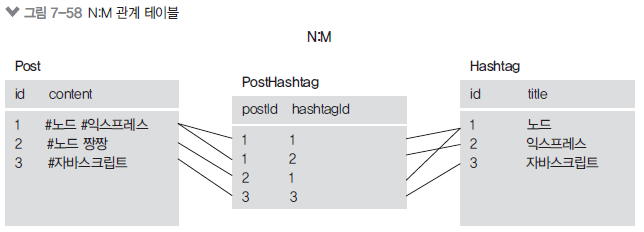 그림 7-58 N:M 관계 테이블
N:M
Post
id content
1 #노드 #익스프레스
2 #노드 짱짱
3 #자바스크립트
PostHashtag
postId hashtagId
1 1
1 2
2 1
3 3
Hashtag
id title
1 노드
2 익스프레스
3 자바스크립트